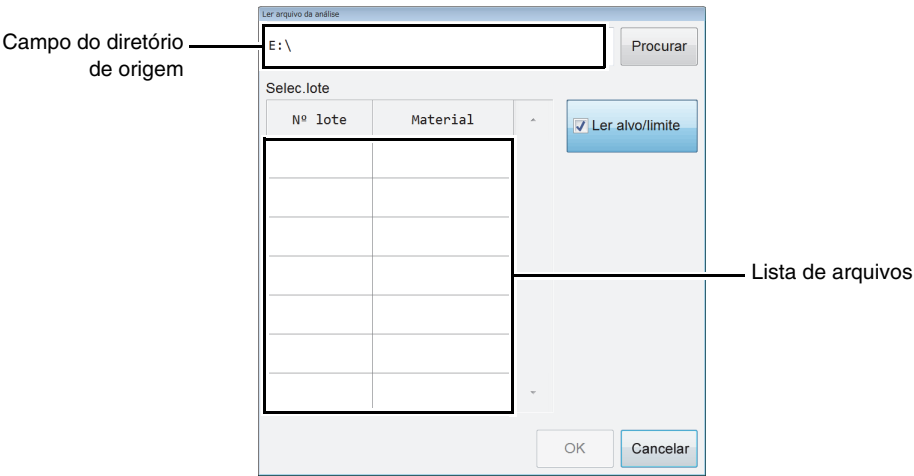 Ler arquivo da análise
Campo do diretório
de origem
E:\
Procurar
Selec.lote
Nº lote
Material
Ler alvo/limite
Lista de arquivos
OK
Cancelar